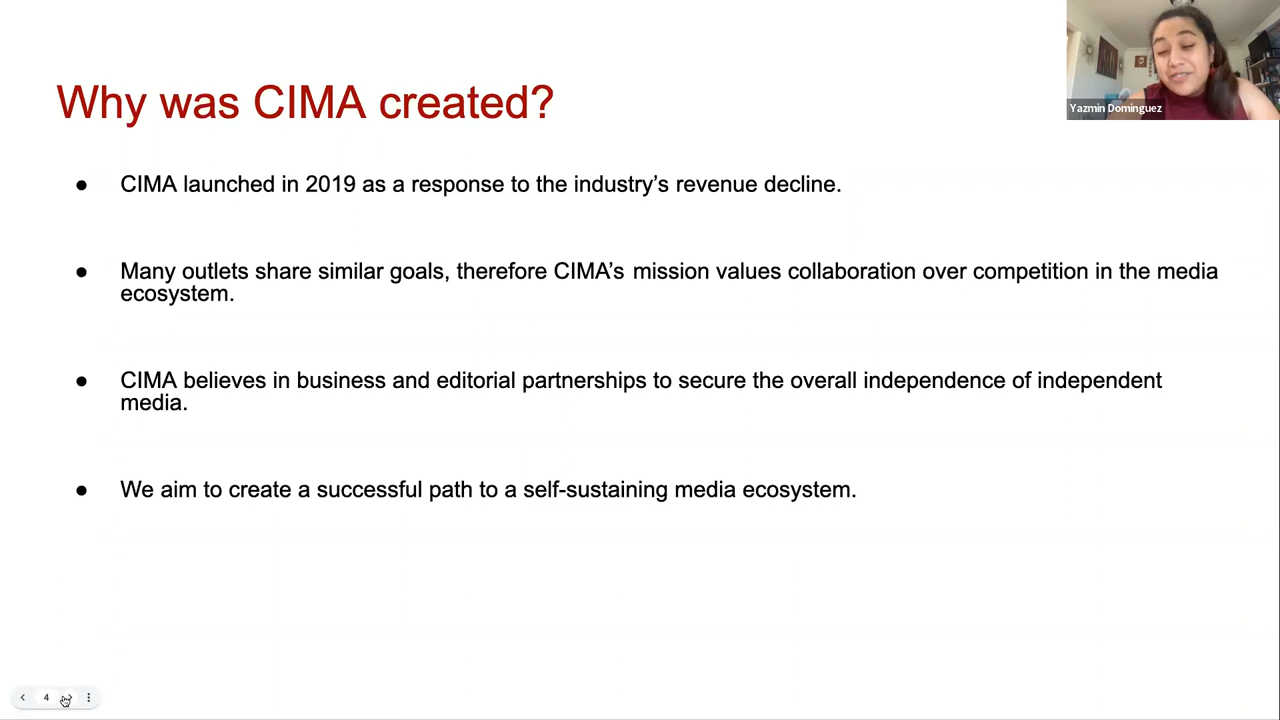 Why was CIMA created?
Yazmin Dominguez
● CIMA launched in 2019 as a response to the industry’s revenue decline.
● Many outlets share similar goals, therefore CIMA’s mission values collaboration over competition in the media
ecosystem.
● CIMA believes in business and editorial partnerships to secure the overall independence of independent
media.
● We aim to create a successful path to a self-sustaining media ecosystem.
4